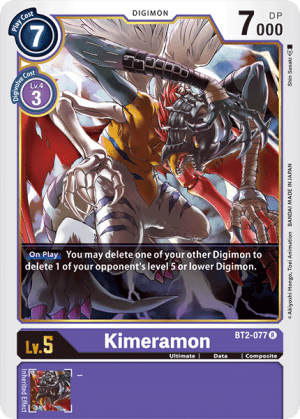 Play Cost
7
DIGIMON
7000
DP
Digivolve Cost
Lv.4
3
Shin Sasaki
On Play You may delete one of your other Digimon to
delete 1 of your opponent's level 5 or lower Digimon.
© Akiyoshi Hongo, Toei Animation BANDAI MADE IN JAPAN
Lv.5
Kimeramon
BT2-077 R
Ultimate | Data | Composite
Inherited Effect
-